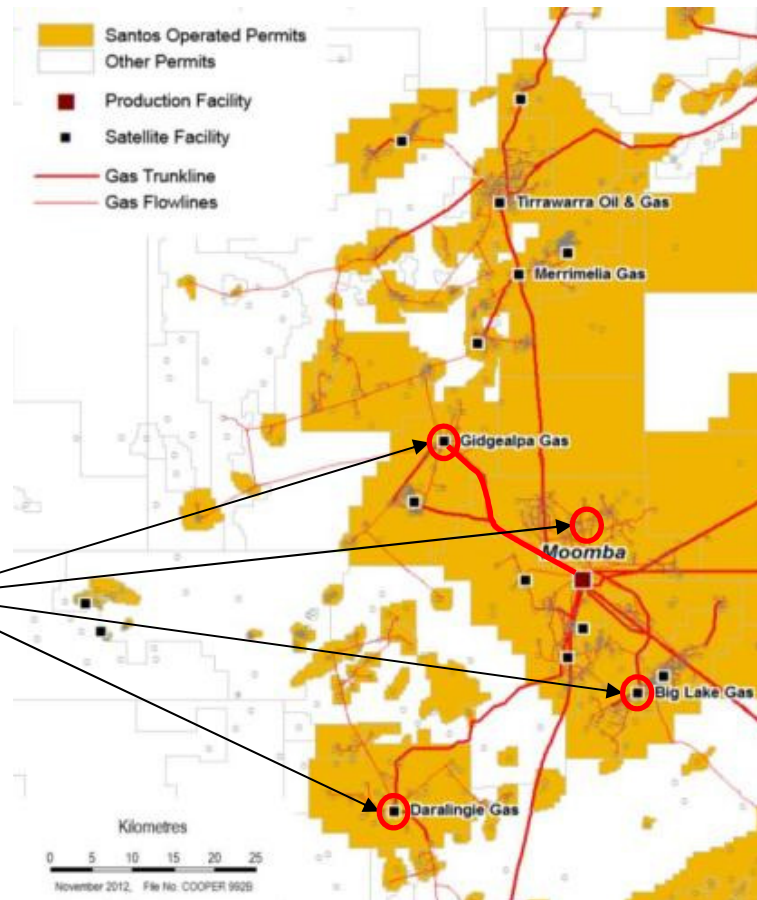 Santos Operated Permits
Other Permits
Production Facility
Satellite Facility
Gas Trunkline
Gas Flowlines
Tirrawarra Oil & Gas
Merrimelia Gas
Gidgealpa Gas
Moomba
Big Lake Gas
Daralingie Gas
Kilometres
0 5 10 15 20 25
November 2012, File No. COOPER 992B